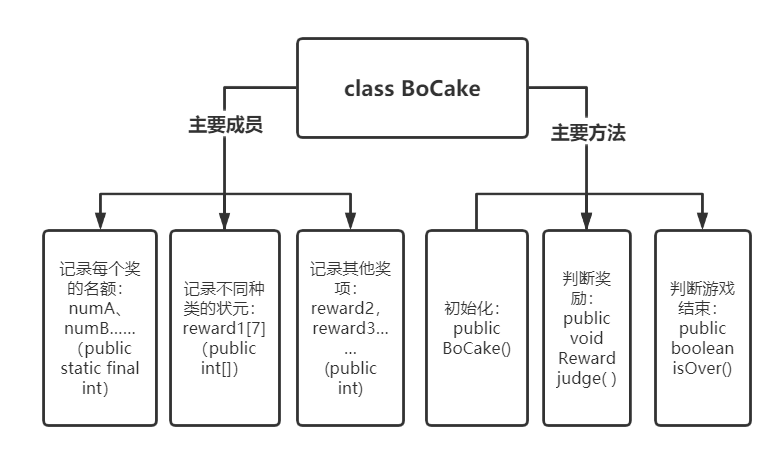 class BoCake
主要成员
主要方法
记录每个奖
的名额：
numA、
numB……
（public
static final
int）
记录不同种
类的状元：
reward1[7]
（public
int[]）
记录其他奖
项：
reward2，
reward3…
…
(public
int)
初始化：
public
BoCake()
判断奖
励：
public
void
Reward
judge( )
判断游戏
结束：
public
boolean
isOver()